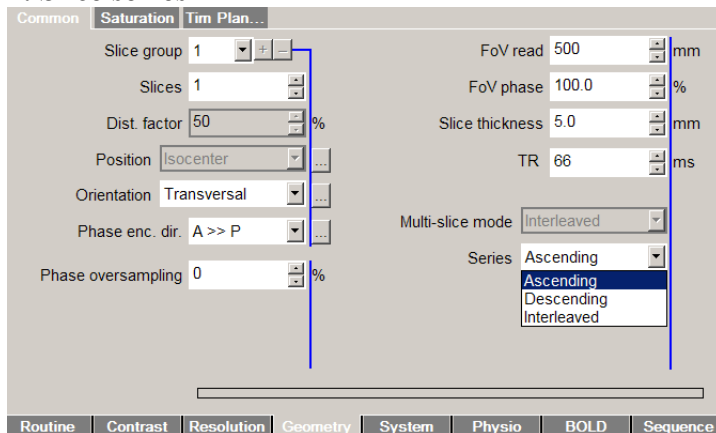 Common Saturation Tim Plan...
Slice group 1 + -
FoV read 500 mm
Slices 1
FoV phase 100.0 %
Dist. factor 50 %
Slice thickness 5.0 mm
Position Isocenter ...
TR 66 ms
Orientation Transversal ...
Multi-slice mode Interleaved
Phase enc. dir. A >> P ...
Series Ascending
Phase oversampling 0 %
Ascending
Descending
Interleaved
Routine Contrast Resolution Geometry System Physio BOLD Sequence